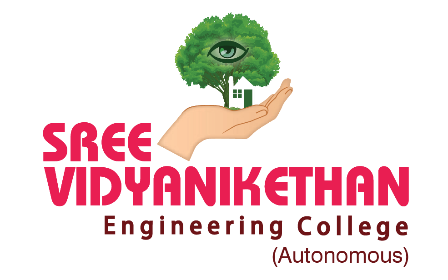 SREE
VIDYANIKETHAN
Engineering College
(Autonomous)